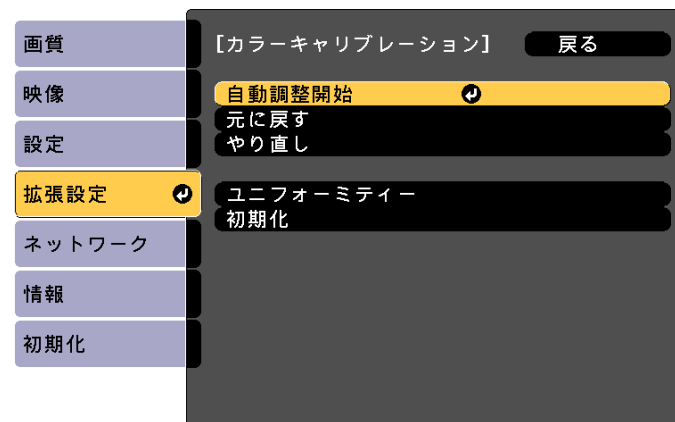 画質
映像
設定
拡張設定
ネットワーク
情報
初期化
[カラーキャリブレーション] 戻る
自動調整開始
元に戻す
やり直し
ユニフォーミティー
初期化